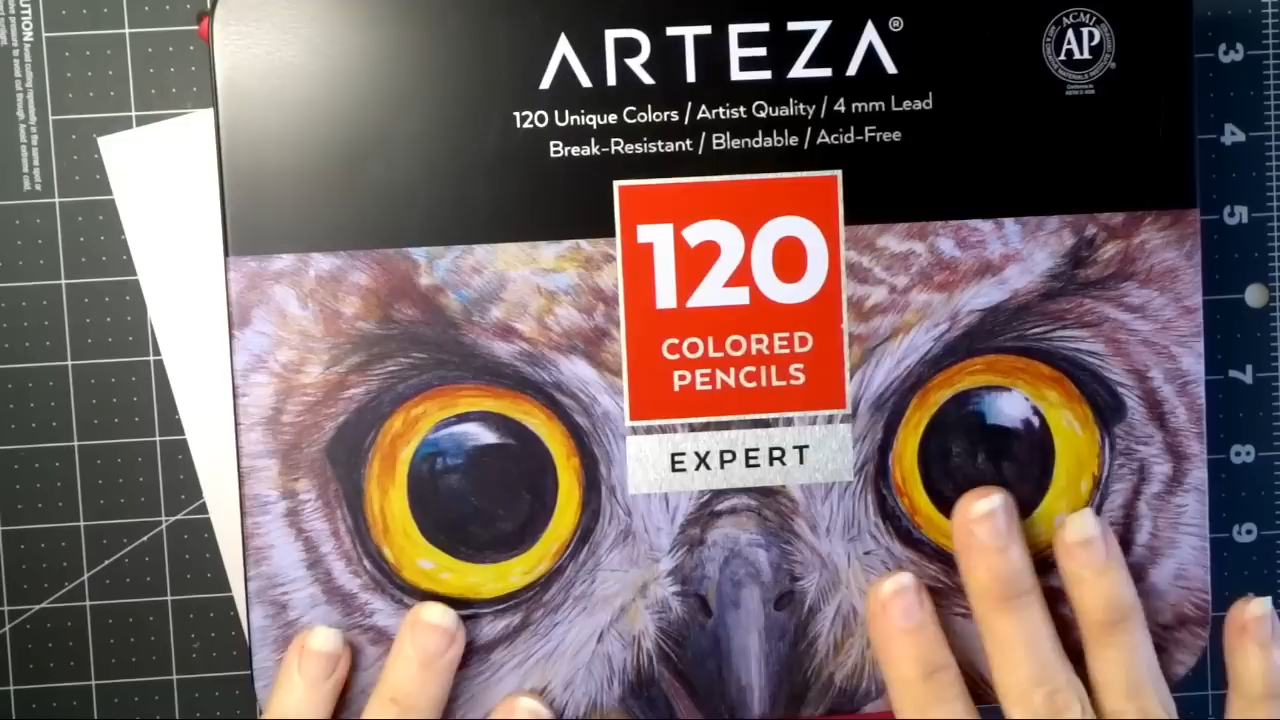 ARTEZA®
120 Unique Colors / Artist Quality / 4 mm Lead
Break-Resistant / Blendable / Acid-Free
120
COLORED
PENCILS
EXPERT
ACMI
AP
3
4
5
7
8
9